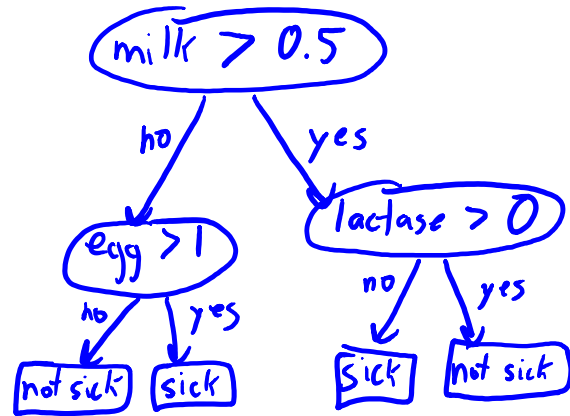 milk > 0.5
no
yes
egg > 1
lactase > 0
no
yes
no
yes
not sick
sick
sick
not sick